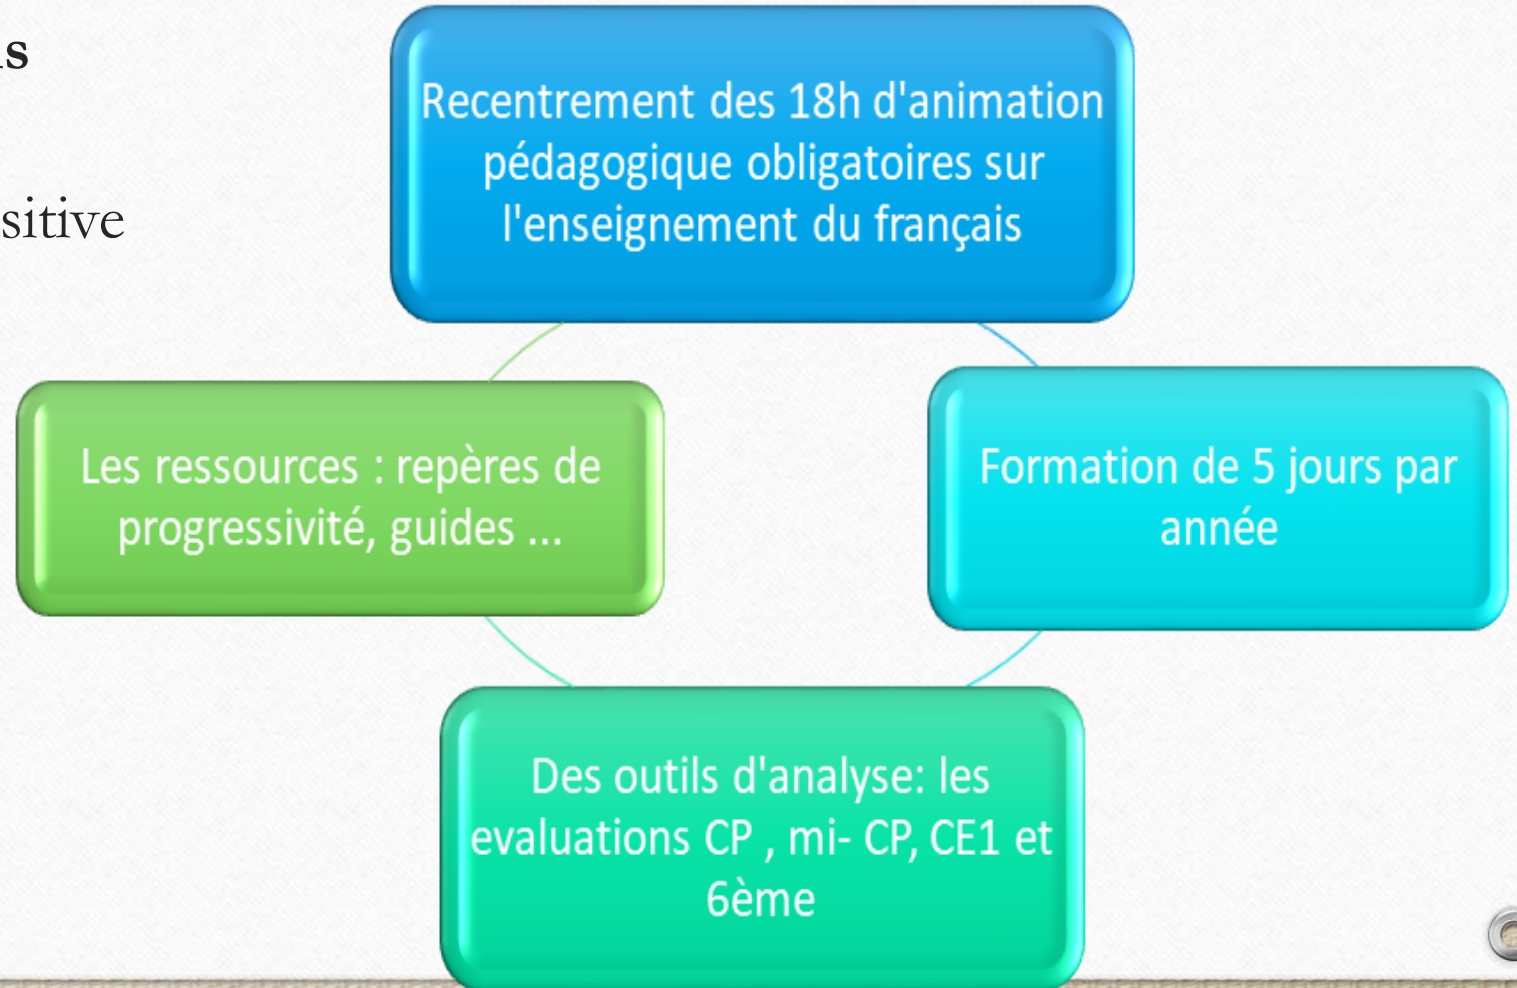 Recentrement des 18h d'animation
pédagogique obligatoires sur
l'enseignement du français
Les ressources : repères de
progressivité, guides ...
Formation de 5 jours par
année
Des outils d'analyse: les
evaluations CP , mi- CP, CE1 et
6ème